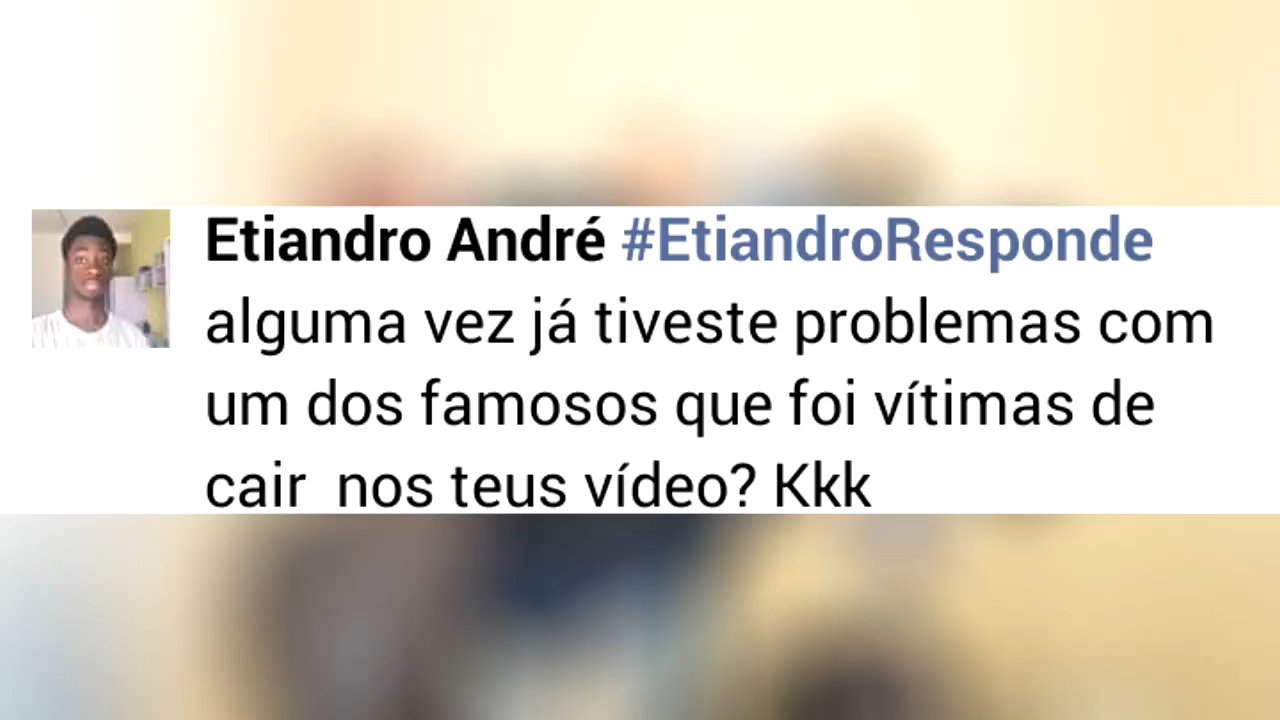 Etiandro André #EtiandroResponde
alguma vez já tiveste problemas com
um dos famosos que foi vítimas de
cair  nos teus vídeo? Kkk